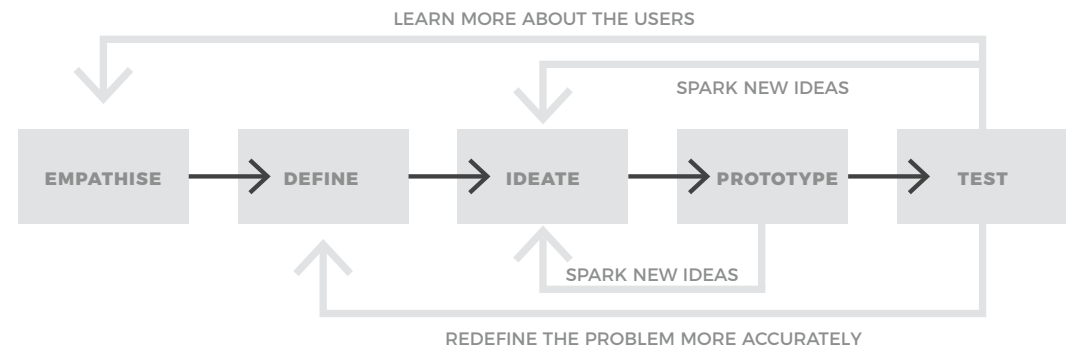 LEARN MORE ABOUT THE USERS
SPARK NEW IDEAS
EMPATHISE
DEFINE
IDEATE
PROTOTYPE
TEST
SPARK NEW IDEAS
REDEFINE THE PROBLEM MORE ACCURATELY